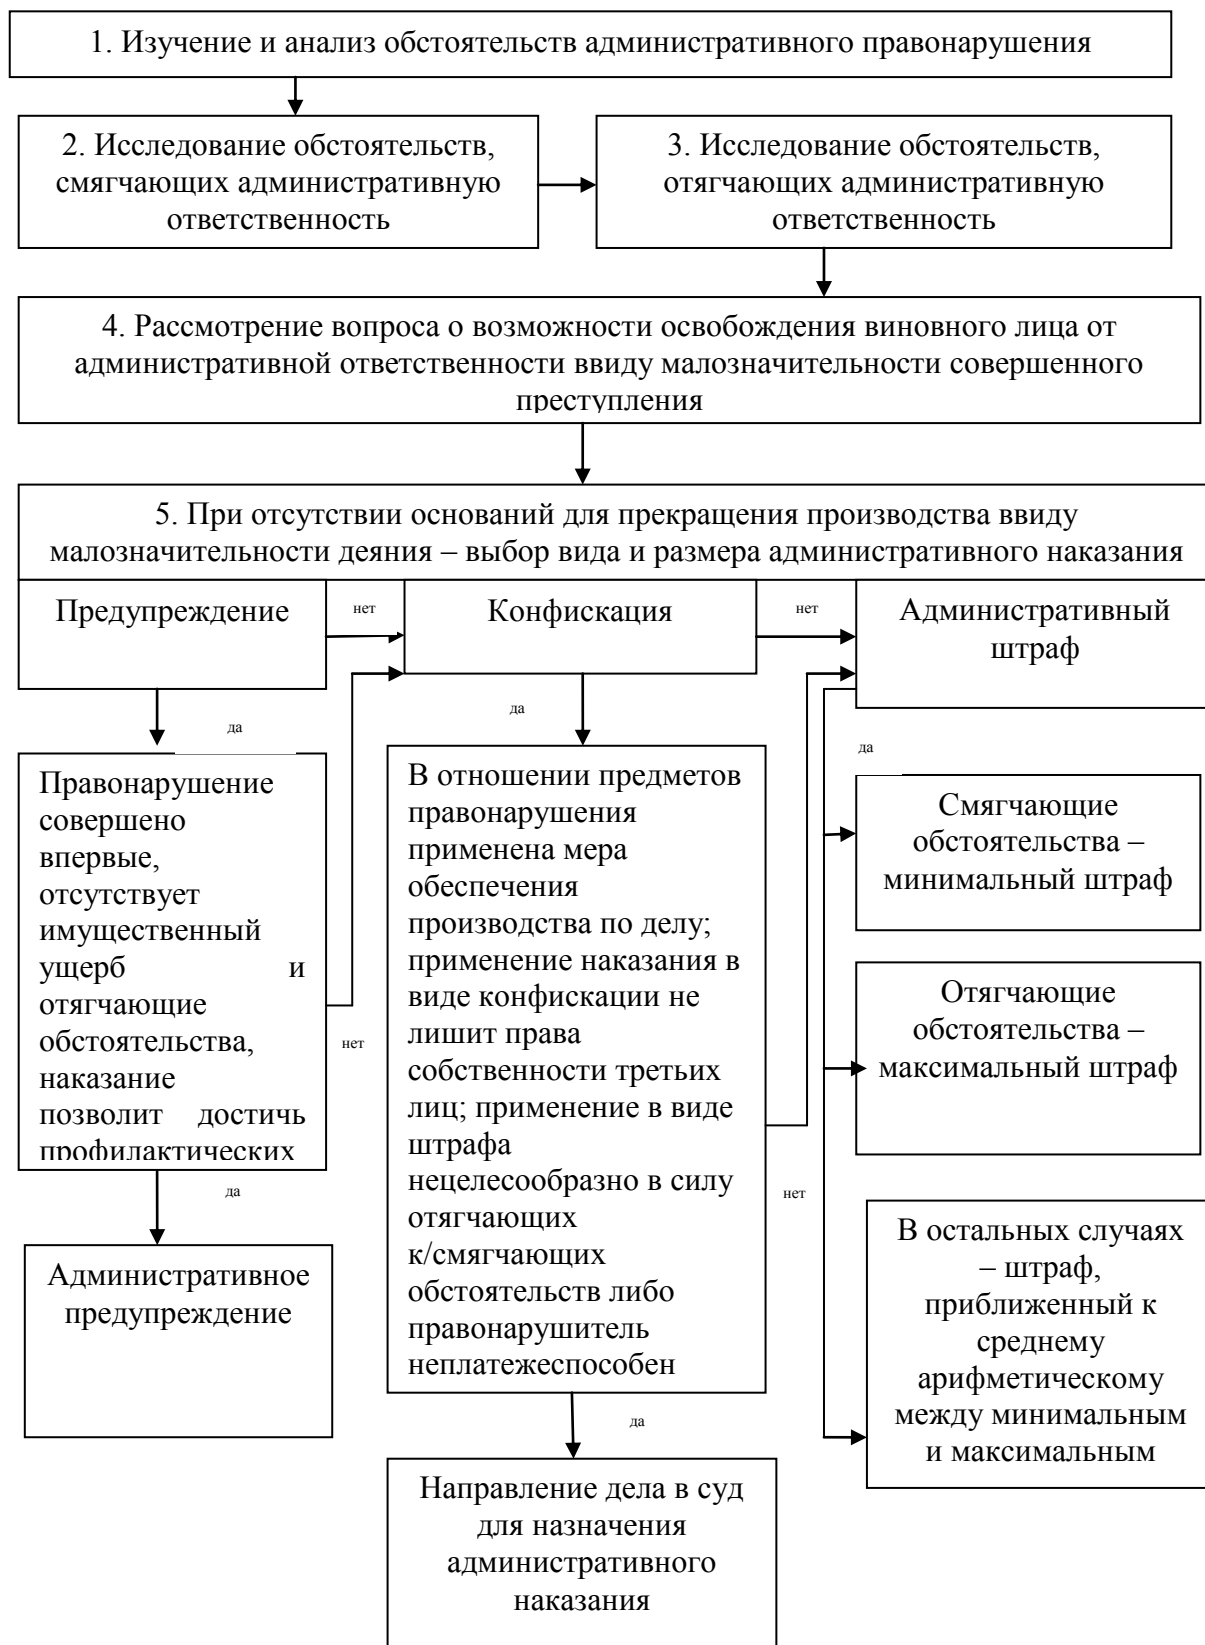 1. Изучение и анализ обстоятельств административного правонарушения
2. Исследование обстоятельств,
смягчающих административную
ответственность
3. Исследование обстоятельств,
отягчающих административную
ответственность
4. Рассмотрение вопроса о возможности освобождения виновного лица от
административной ответственности ввиду малозначительности совершенного
преступления
5. При отсутствии оснований для прекращения производства ввиду
малозначительности деяния – выбор вида и размера административного наказания
Предупреждение
нет
Конфискация
нет
Административный
штраф
да
да
да
Правонарушение
совершено
впервые,
отсутствует
имущественный
ущерб и
отягчающие
обстоятельства,
наказание
позволит достичь
профилактических
нет
В отношении предметов
правонарушения
применена мера
обеспечения
производства по делу;
применение наказания в
виде конфискации не
лишит права
собственности третьих
лиц; применение в виде
штрафа
нецелесообразно в силу
отягчающих
к/смягчающих
обстоятельств либо
правонарушитель
неплатежеспособен
нет
Смягчающие
обстоятельства –
минимальный штраф
Отягчающие
обстоятельства –
максимальный штраф
В остальных случаях
– штраф,
приближенный к
среднему
арифметическому
между минимальным
и максимальным
да
Административное
предупреждение
да
Направление дела в суд
для назначения
административного
наказания